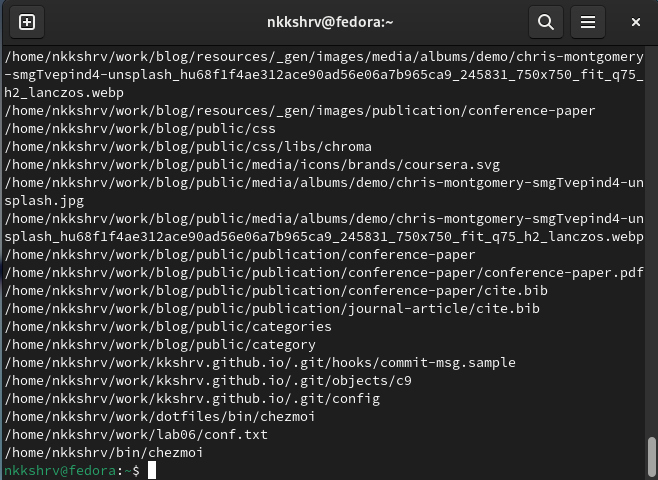 nkkshrv@fedora:~
/home/nkkshrv/work/blog/resources/_gen/images/media/albums/demo/chris-montgomery
-smgTvepind4-unsplash_hu68f1f4ae312ace90ad56e06a7b965ca9_245831_750x750_fit_q75_
h2_lanczos.webp
/home/nkkshrv/work/blog/resources/_gen/images/publication/conference-paper
/home/nkkshrv/work/blog/public/css
/home/nkkshrv/work/blog/public/css/libs/chroma
/home/nkkshrv/work/blog/public/media/icons/brands/coursera.svg
/home/nkkshrv/work/blog/public/media/albums/demo/chris-montgomery-smgTvepind4-un
splash.jpg
/home/nkkshrv/work/blog/public/media/albums/demo/chris-montgomery-smgTvepind4-un
splash_hu68f1f4ae312ace90ad56e06a7b965ca9_245831_750x750_fit_q75_h2_lanczos.webp
/home/nkkshrv/work/blog/public/publication/conference-paper
/home/nkkshrv/work/blog/public/publication/conference-paper/conference-paper.pdf
/home/nkkshrv/work/blog/public/publication/conference-paper/cite.bib
/home/nkkshrv/work/blog/public/publication/journal-article/cite.bib
/home/nkkshrv/work/blog/public/categories
/home/nkkshrv/work/blog/public/category
/home/nkkshrv/work/kkshrv.github.io/.git/hooks/commit-msg.sample
/home/nkkshrv/work/kkshrv.github.io/.git/objects/c9
/home/nkkshrv/work/kkshrv.github.io/.git/config
/home/nkkshrv/work/dotfiles/bin/chezmoi
/home/nkkshrv/work/lab06/conf.txt
/home/nkkshrv/bin/chezmoi
nkkshrv@fedora:~$